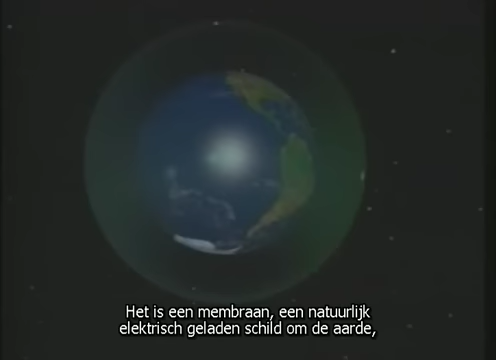 Het is een membraan, een natuurlijk
elektrisch geladen schild om de aarde,